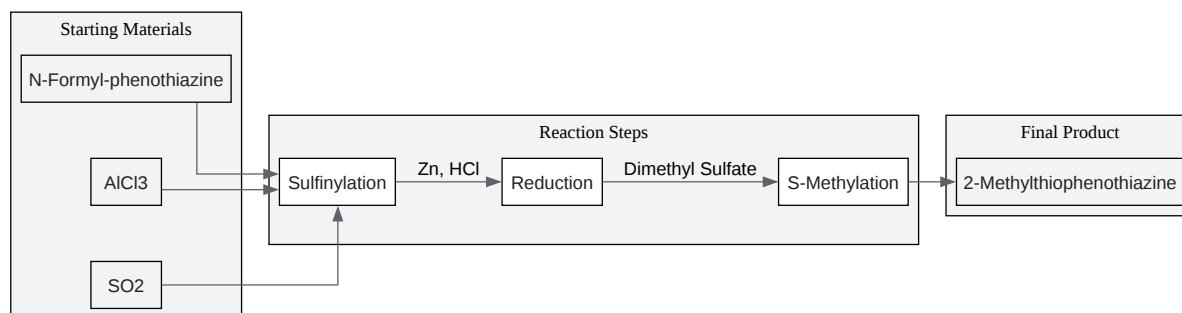 Starting Materials
N-Formyl-phenothiazine
AlCl3
SO2
Reaction Steps
Sulfinylation
Zn, HCl
Reduction
Dimethyl Sulfate
S-Methylation
Final Product
2-Methylthiophenothiazine